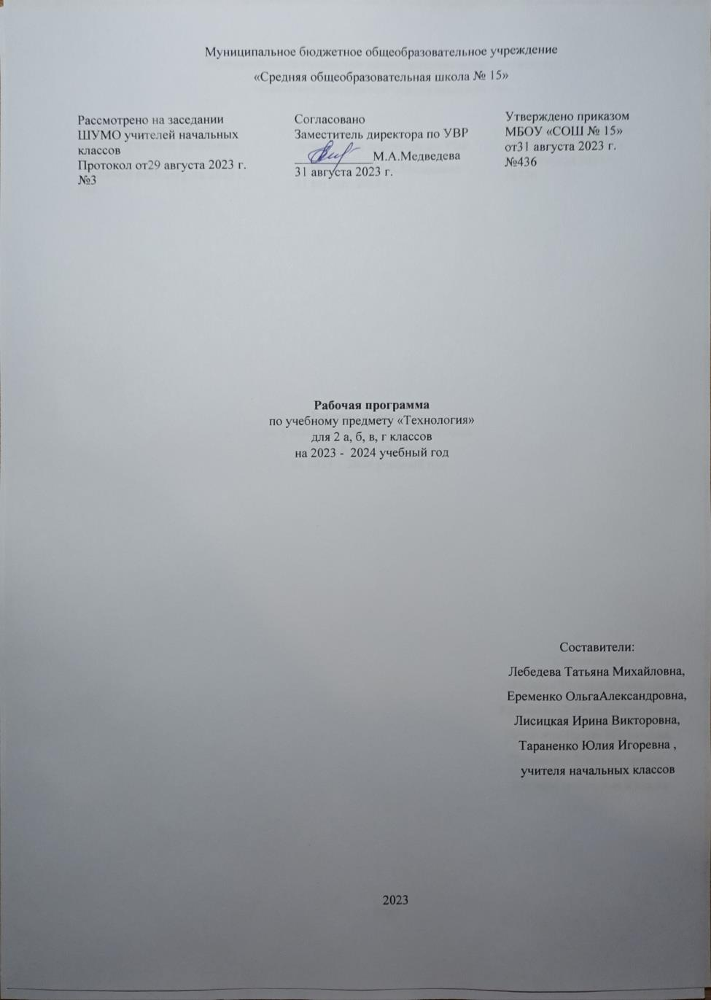 Муниципальное бюджетное общеобразовательное учреждение
«Средняя общеобразовательная школа № 15»
Рассмотрено на заседании
ШУМО учителей начальных
классов
Протокол от29 августа 2023 г.
№3
Согласовано
Заместитель директора по УВР
____________М.А.Медведева
31 августа 2023 г.
Утверждено приказом
МБОУ «СОШ № 15»
от31 августа 2023 г.
№436
Рабочая программа
по учебному предмету «Технология»
для 2 а, б, в, г классов
на 2023 - 2024 учебный год
Составители:
Лебедева Татьяна Михайловна,
Еременко ОльгаАлександровна,
Лисицкая Ирина Викторовна,
Тараненко Юлия Игоревна ,
учителя начальных классов
2023